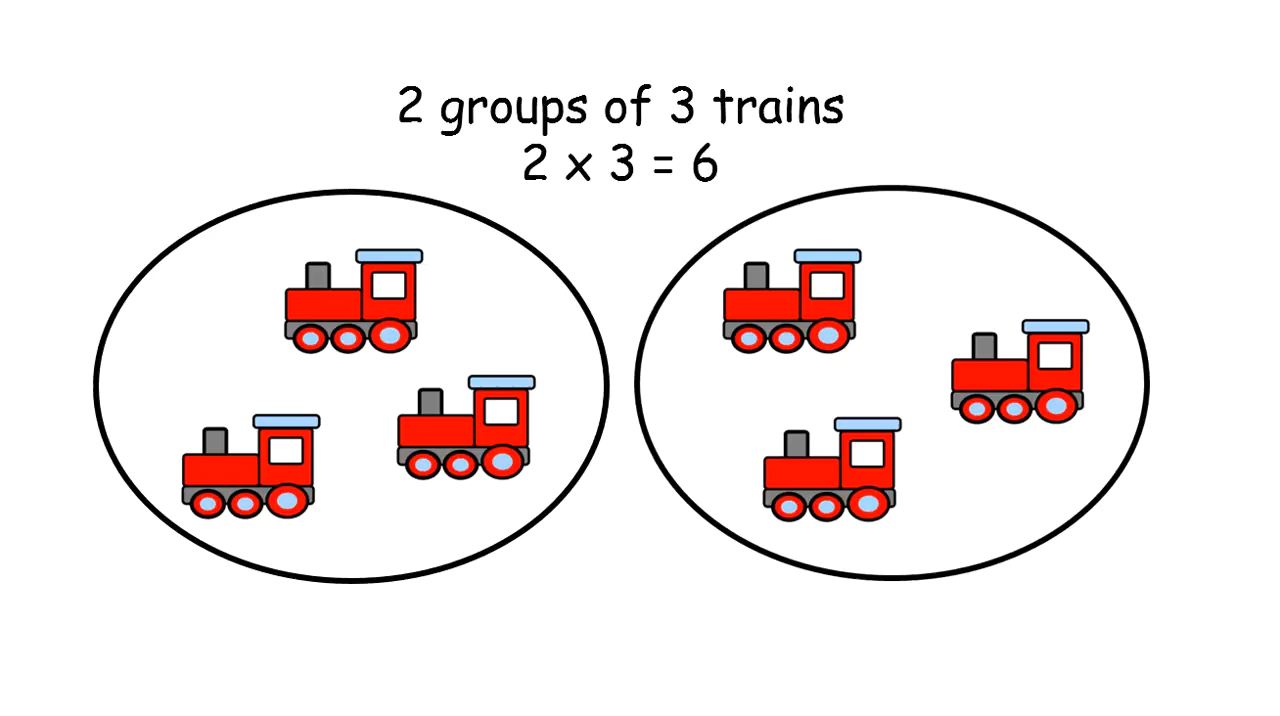 2 groups of 3 trains
2 x 3 = 6